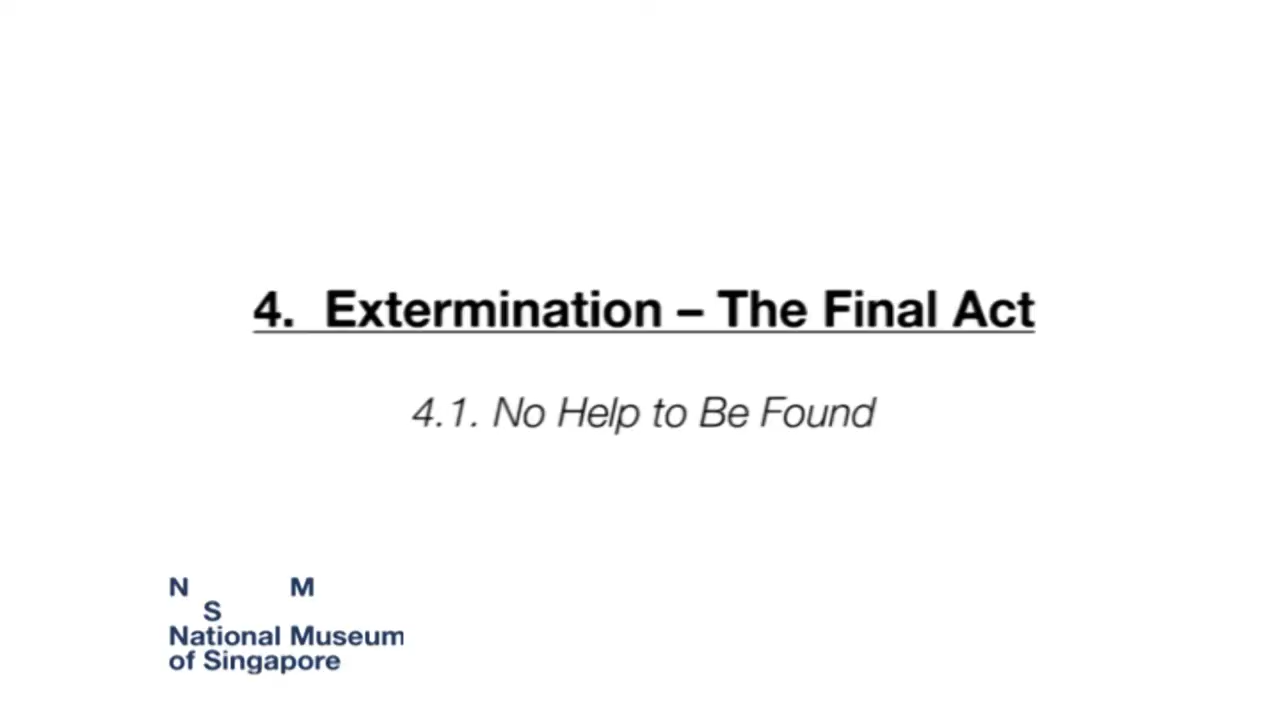 4. Extermination – The Final Act
4.1. No Help to Be Found
N M
S
National Museum
of Singapore